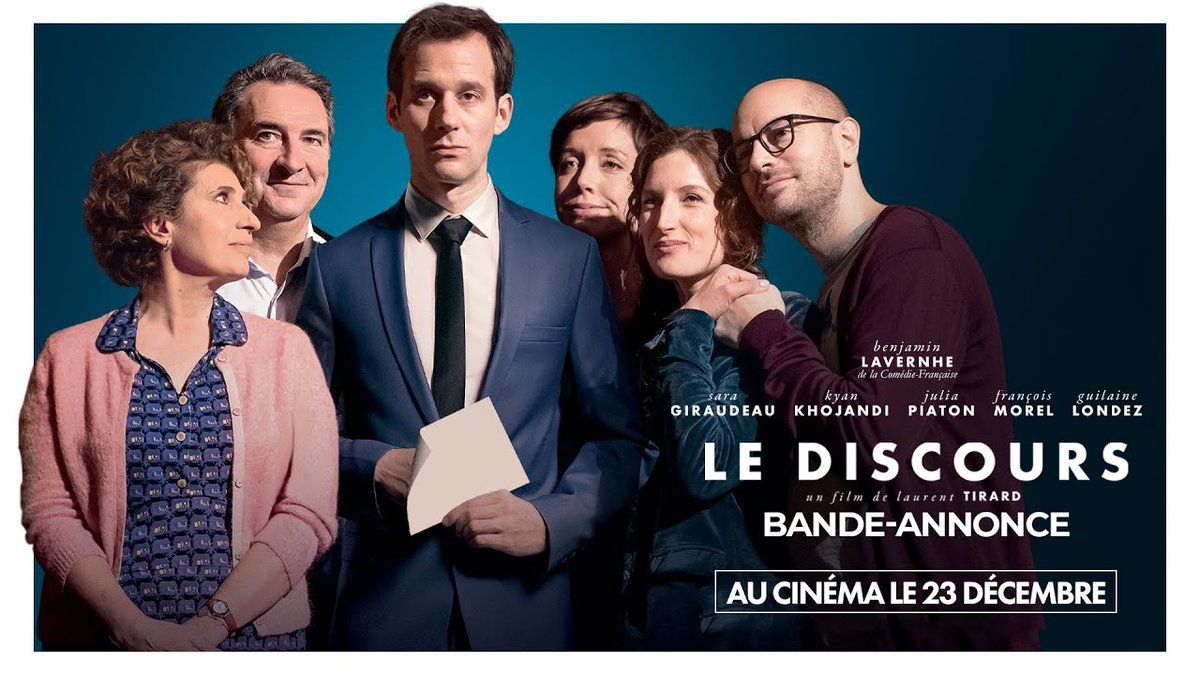 benjamin
LAVERNHE
de la Comédie-Française
sara kyan julia françois guilaine
GIRAUDEAU KHOJANDI PIATON MOREL LONDEZ
LE DISCOURS
un film de laurent TIRARD
BANDE-ANNONCE
AU CINÉMA LE 23 DÉCEMBRE